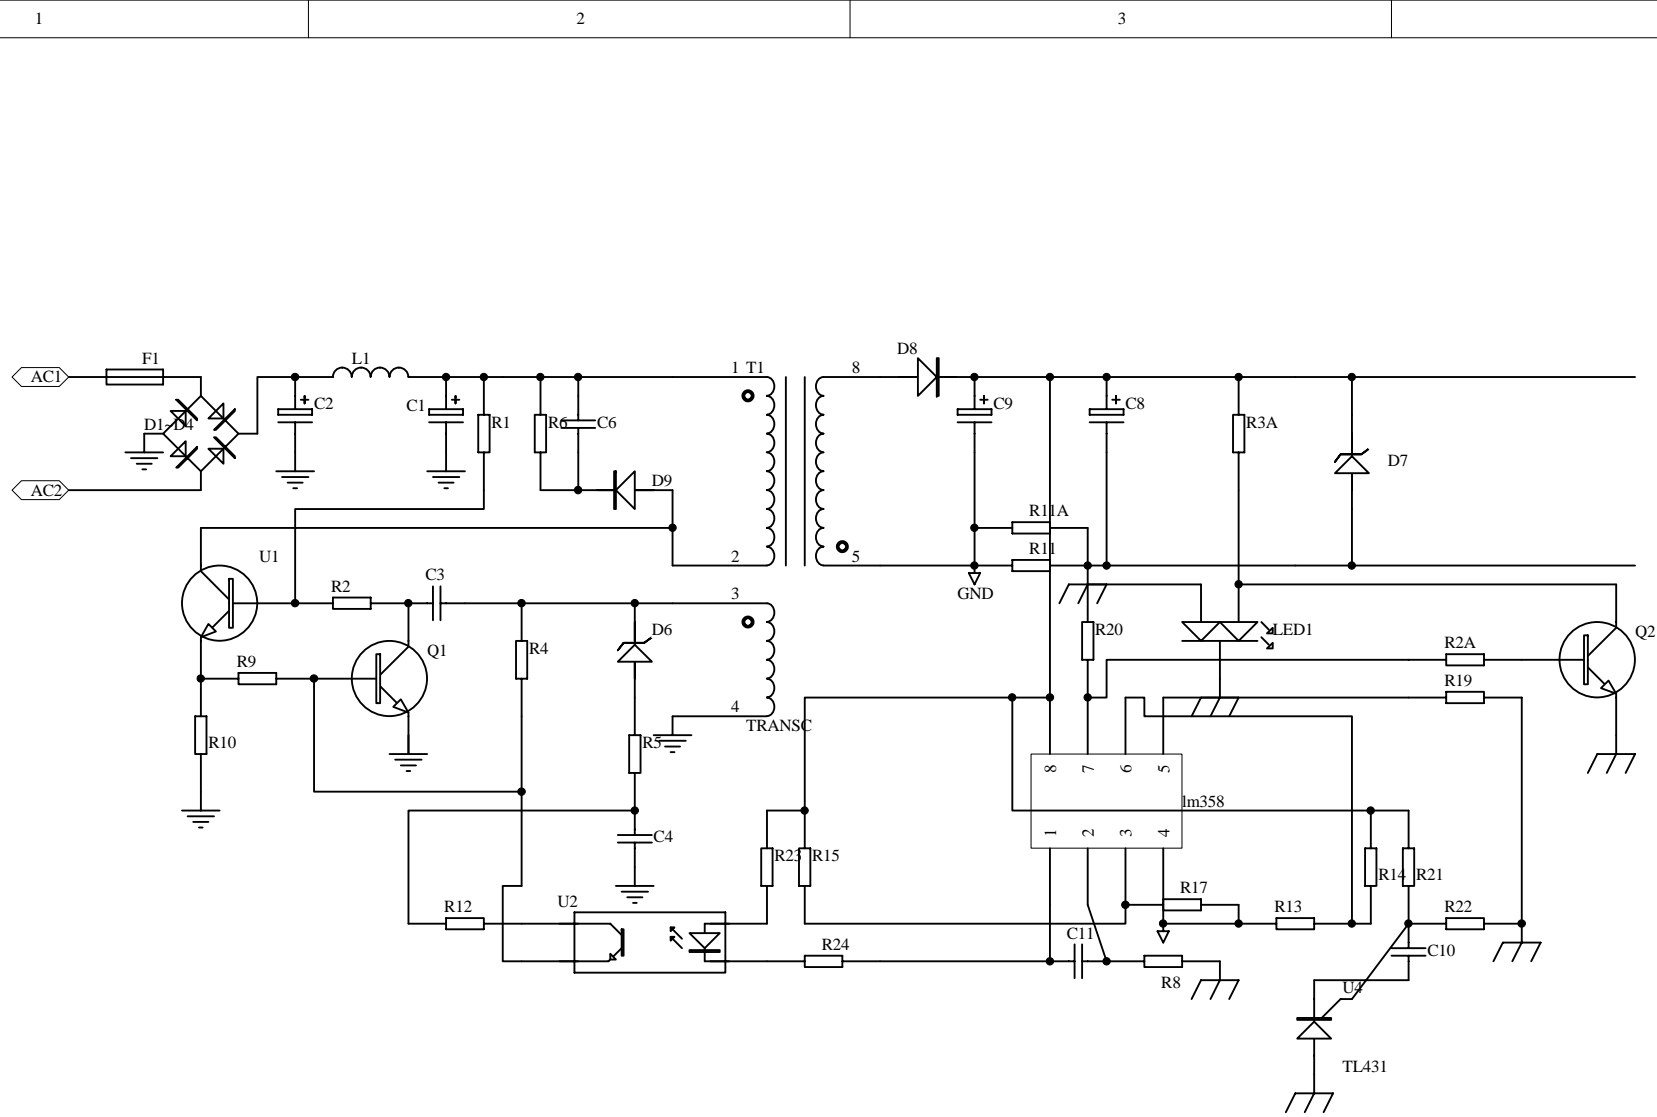 1 2 3
F1 L1 1 T1 8 D8
AC1
C2 C1 C9 C8
D1~D4 R1 R6 C6 R3A
D7
D9
AC2
R11A
R11
U1 2 5
R2 C3 3 GND
D6 R20 LED1 Q2
R9 Q1 R4 R2A
R19
4
TRANSC
R10 R5
8 7 6 5
lm358
1 2 3 4
C4
R23 R15 R14 R21
R17
U2 R12 R13 R22
C11
R24 C10
R8 U4
TL431